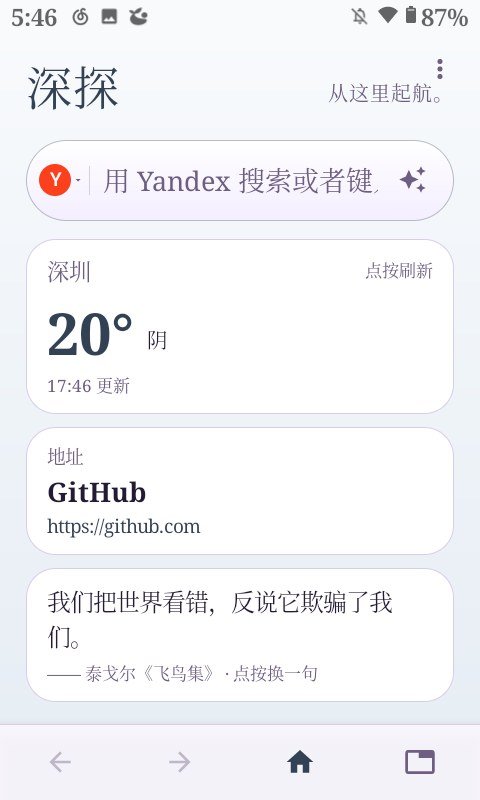 5:46
87%
深探
从这里起航。
Y
用 Yandex 搜索或者键
深圳
点按刷新
20°
阴
17:46 更新
地址
GitHub
https://github.com
我们把世界看错，反说它欺骗了我
们。
—— 泰戈尔《飞鸟集》 · 点按换一句